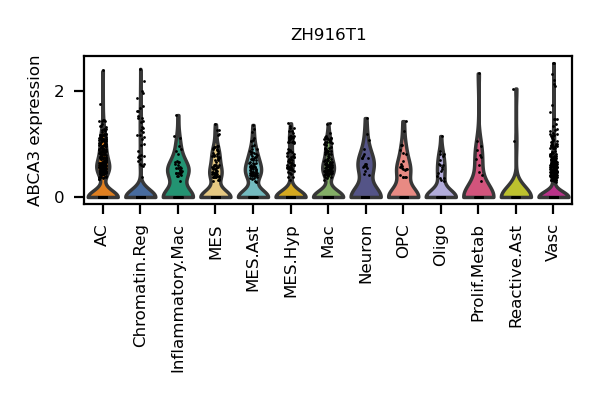 ZH916T1
ABCA3 expression
2
0
AC
Chromatin.Reg
Inflammatory.Mac
MES
MES.Ast
MES.Hyp
Mac
Neuron
OPC
Oligo
Prolif.Metab
Reactive.Ast
Vasc